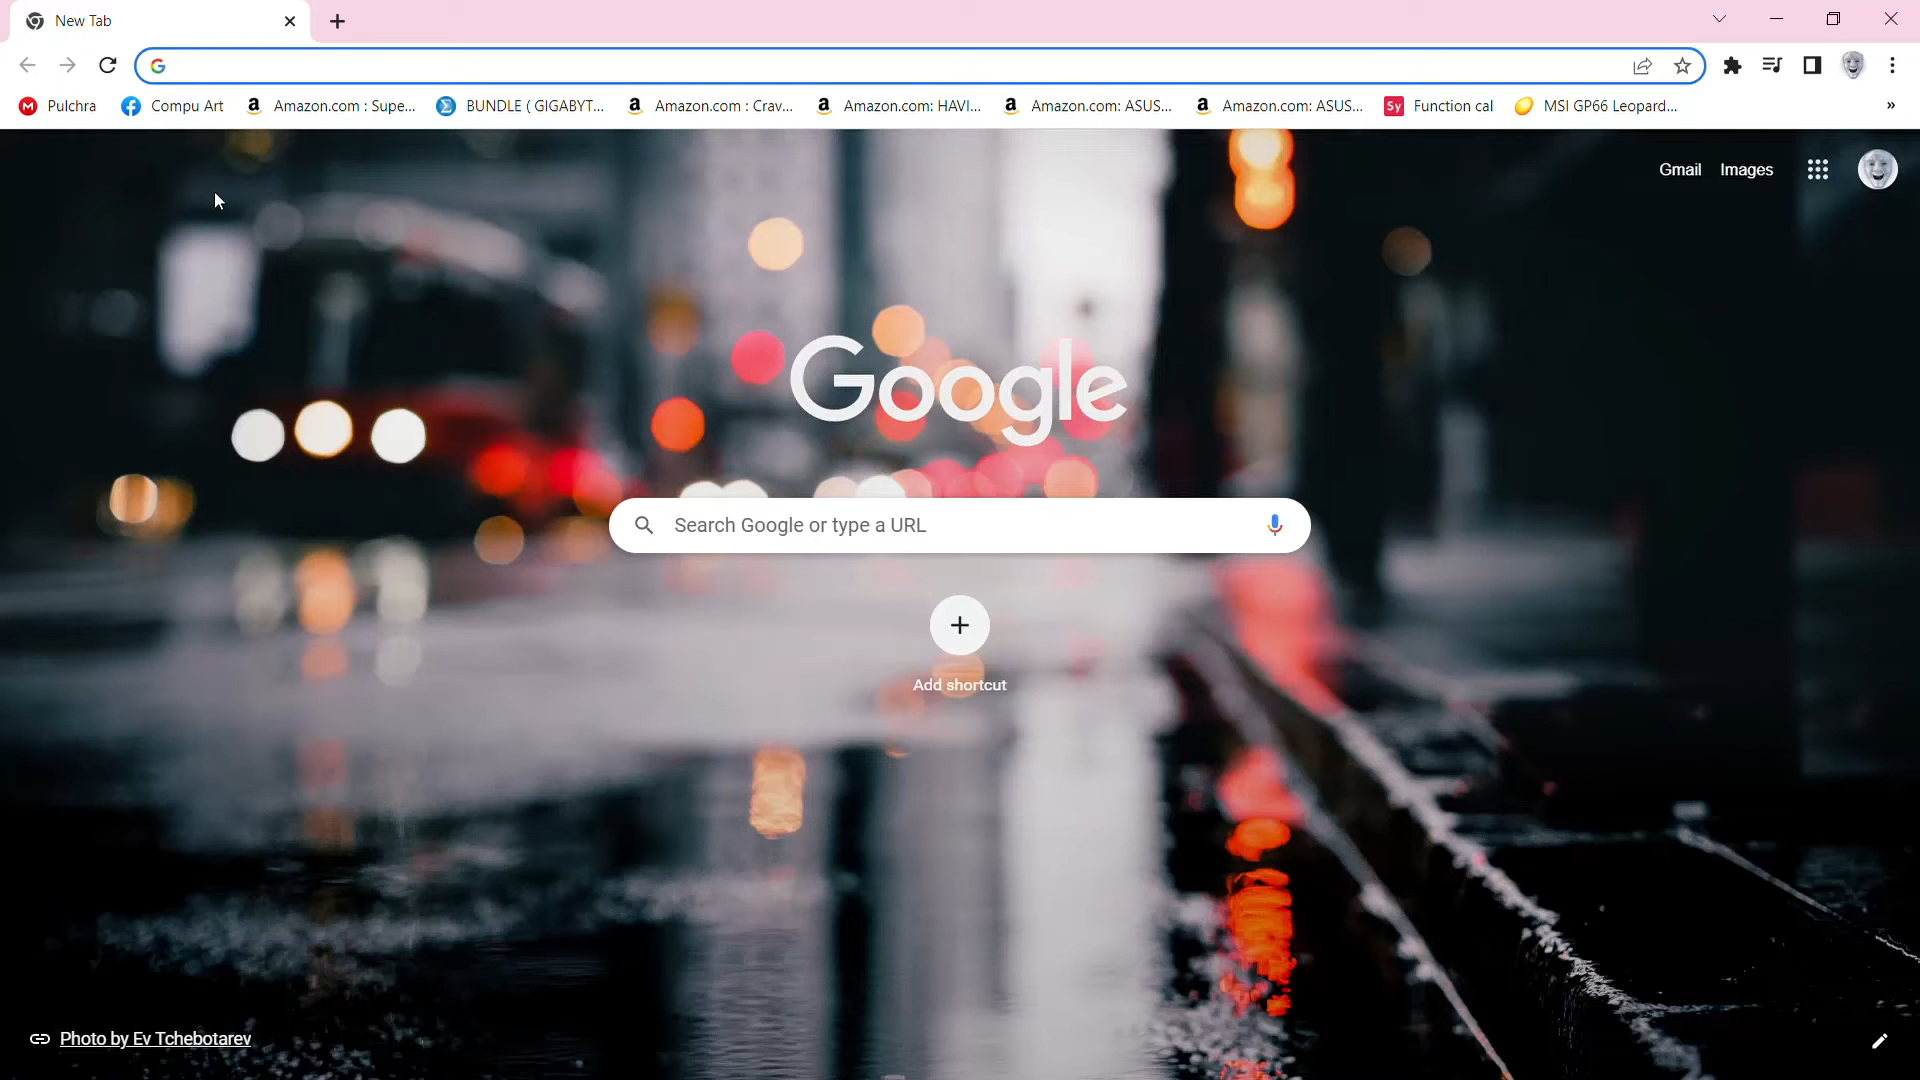 New Tab
Pulchra
Compu Art
Amazon.com : Supe...
BUNDLE ( GIGABYT...
Amazon.com : Crav...
Amazon.com: HAVI...
Amazon.com: ASUS...
Amazon.com: ASUS...
Sy Function cal
MSI GP66 Leopard...
Gmail
Images
Google
Search Google or type a URL
Add shortcut
Photo by Ev Tchebotarev